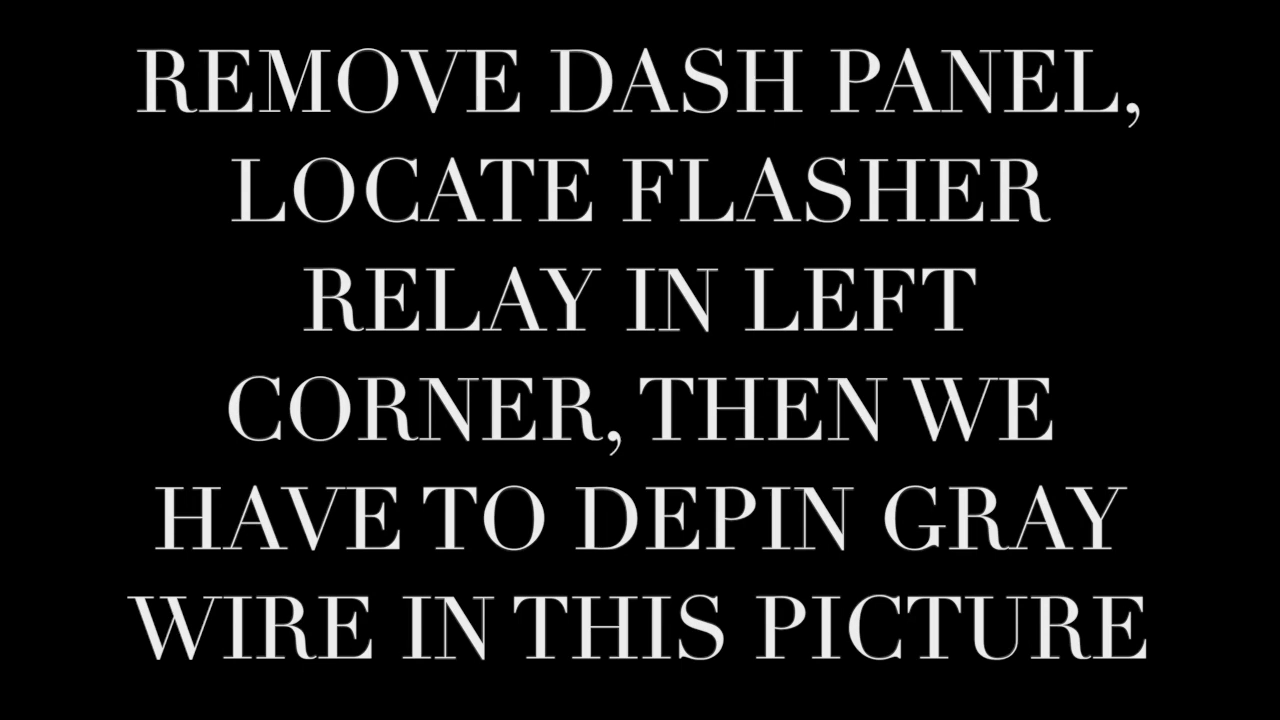 REMOVE DASH PANEL,
LOCATE FLASHER
RELAY IN LEFT
CORNER, THEN WE
HAVE TO DEPIN GRAY
WIRE IN THIS PICTURE